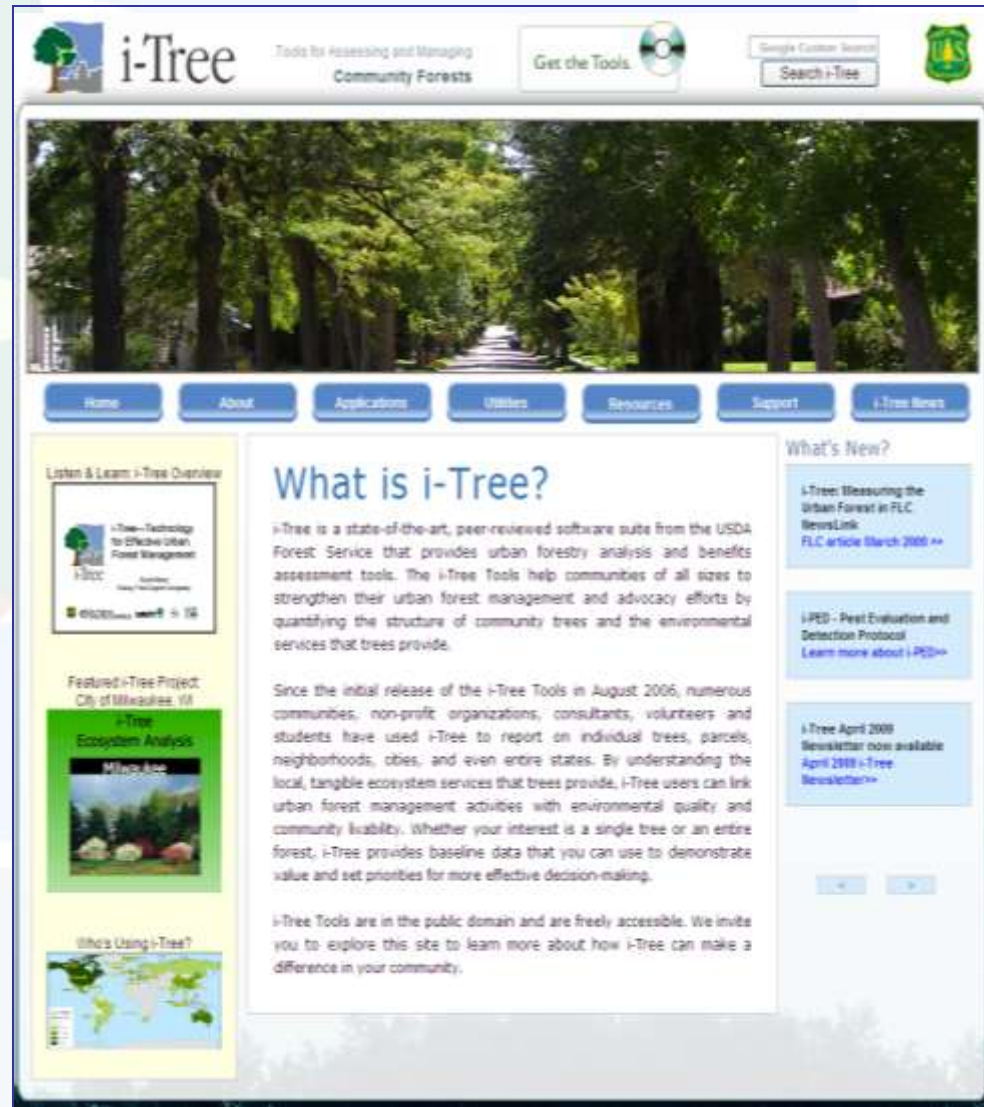 i-Tree
Tools for Assessing and Managing
Community Forests
Get the Tools.
Google Custom Search
Search i-Tree
Home
About
Applications
Utilities
Resources
Support
i-Tree News
Listen & Learn: i-Tree Overview
i-Tree—Technology
for Effective Urban
Forest Management
i-Tree
Featured i-Tree Project:
City of Milwaukee, WI
i-Tree
Ecosystem Analysis
Milwaukee
Who's Using i-Tree?
What is i-Tree?
i-Tree is a state-of-the-art, peer-reviewed software suite from the USDA
Forest Service that provides urban forestry analysis and benefits
assessment tools. The i-Tree Tools help communities of all sizes to
strengthen their urban forest management and advocacy efforts by
quantifying the structure of community trees and the environmental
services that trees provide.
Since the initial release of the i-Tree Tools in August 2006, numerous
communities, non-profit organizations, consultants, volunteers and
students have used i-Tree to report on individual trees, parcels,
neighborhoods, cities, and even entire states. By understanding the
local, tangible ecosystem services that trees provide, i-Tree users can link
urban forest management activities with environmental quality and
community livability. Whether your interest is a single tree or an entire
forest, i-Tree provides baseline data that you can use to demonstrate
value and set priorities for more effective decision-making.
i-Tree Tools are in the public domain and are freely accessible. We invite
you to explore this site to learn more about how i-Tree can make a
difference in your community.
What's New?
i-Tree: Measuring the
Urban Forest in FLC
NewsLink
FLC article March 2009 >>
i-PED - Pest Evaluation and
Detection Protocol
Learn more about i-PED>>
i-Tree April 2009
Newsletter now available
April 2009 i-Tree
Newsletter>>
< >